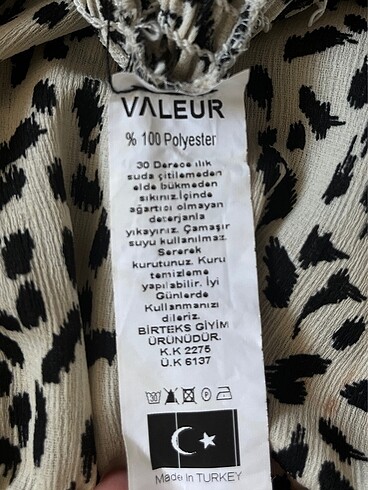 VALEUR
% 100 Polyester
30 Derece ılık
suda çitilemeden
elde bükmeden
sıkınız.İçinde
ağartıcı olmayan
deterjanla
yıkayınız. Çamaşır
suyu kullanılmaz.
Sererek
kurutunuz. Kuru
temizleme
yapılabilir. İyi
Günlerde
Kullanmanızı
dileriz.
BİRTEKS GİYİM
ÜRÜNÜDÜR.
K.K 2275
Ü.K 6137
P
Made in TURKEY